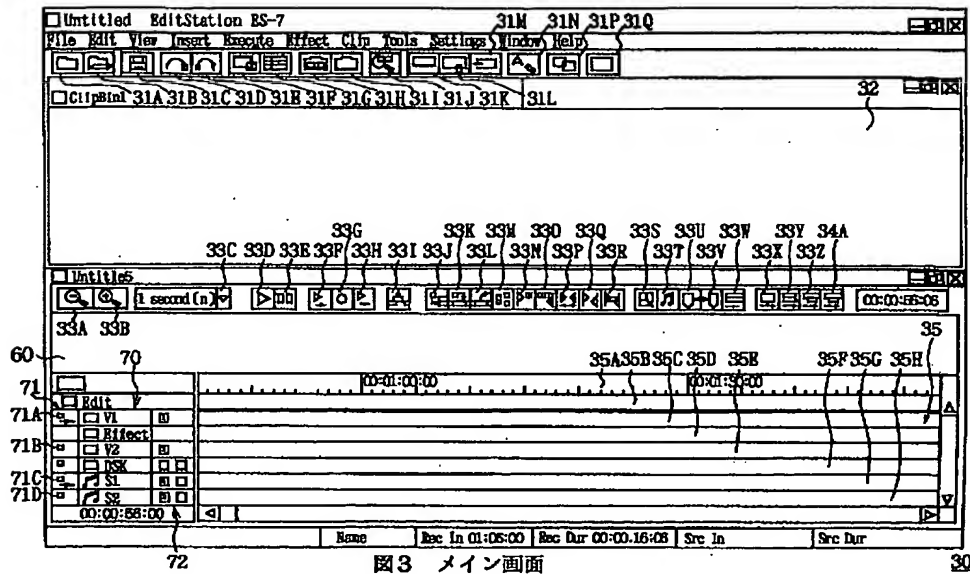 Untitled EditStation ES-7
31M 31N 31P 31Q
File Edit View Insert Execute Effect Clip Tools Settings Window Help
ClipBin1 31A 31B 31C 31D 31E 31F 31G 31H 31I 31J 31K 31L
32
33G
33K 33M 33O 33Q 33S 33U 33W 33Y 34A
33C 33D 33E 33F 33H 33I 33J 33L 33N 33P 33R 33T 33V 33X 33Z
Untitle5
1 second(n)
00:00:56:06
33A 33B
35
60
70
35A 35B 35C 35D 35E 35F 35G 35H
71
00:01:00:00
00:01:30:00
Edit
71A V1
Effect
71B V2
DSK
71C S1
71D S2
00:00:56:00
Name Rec In 01:06:00 Rec Dur 00:00.16:06 Src In Src Dur
72
図3 メイン画面
30